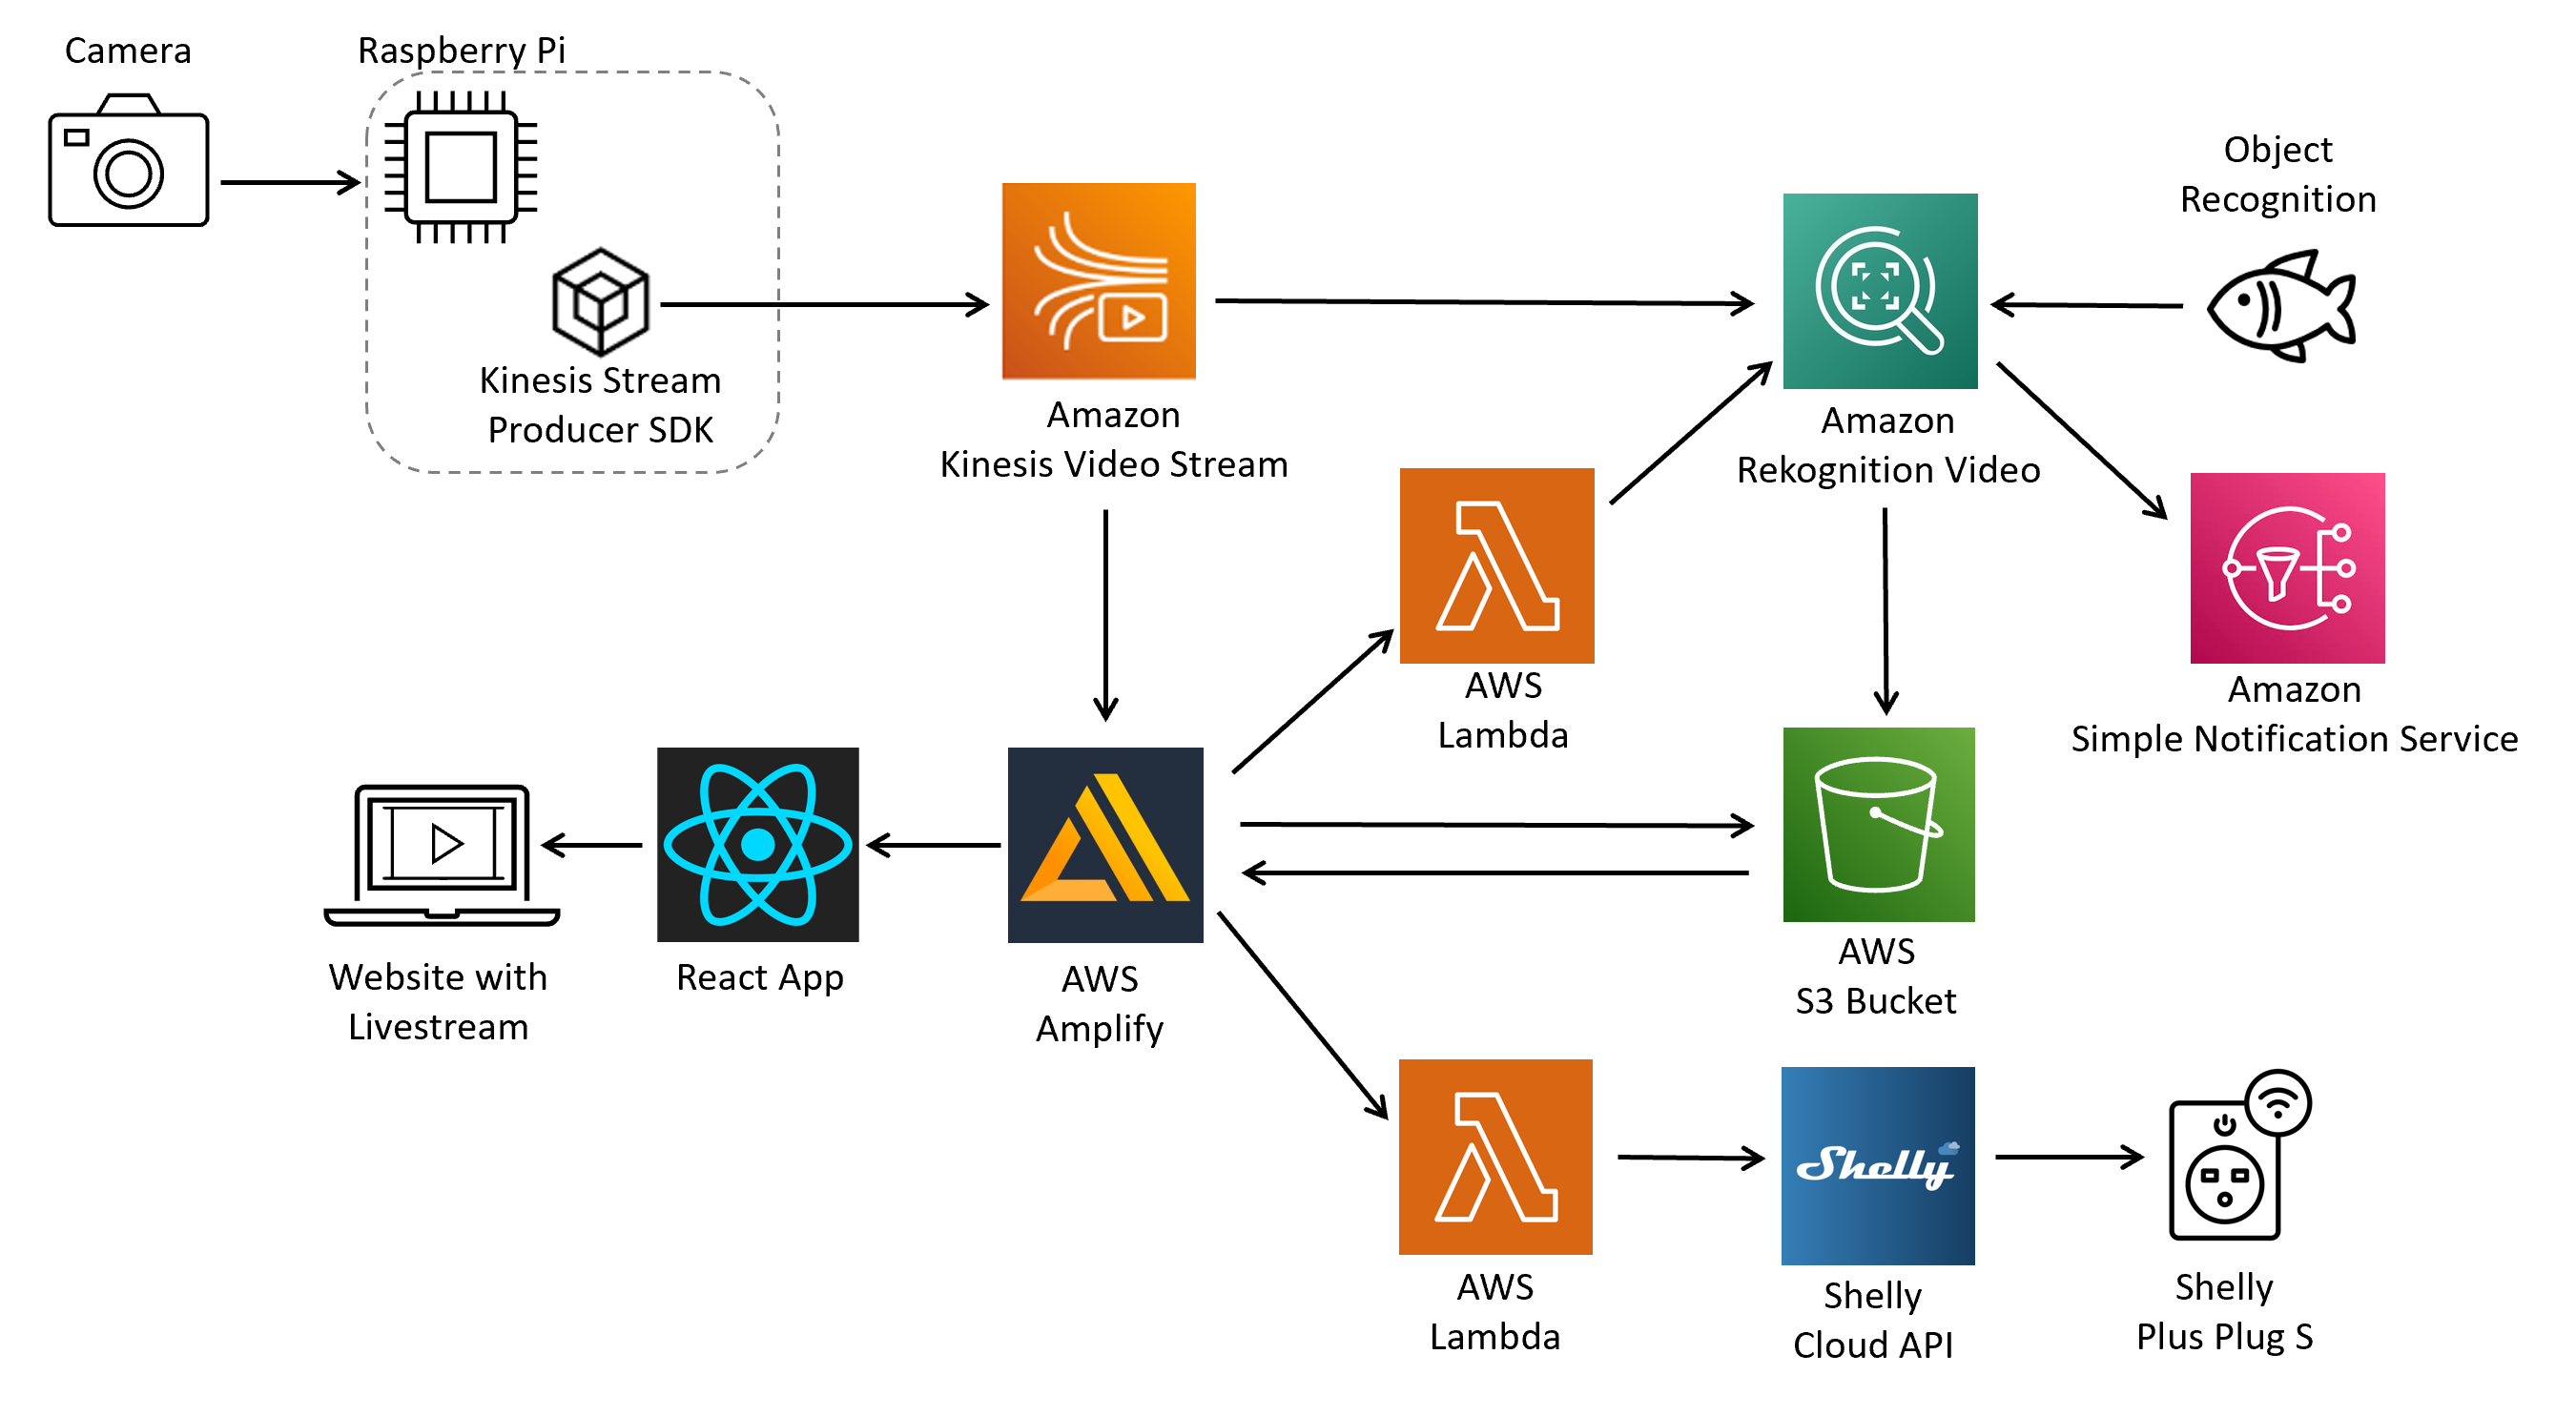 Camera
Raspberry Pi
Kinesis Stream
Producer SDK
Amazon
Kinesis Video Stream
Amazon
Rekognition Video
Object
Recognition
AWS
Lambda
Amazon
Simple Notification Service
Website with
Livestream
React App
AWS
Amplify
AWS
S3 Bucket
AWS
Lambda
Shelly
Shelly
Cloud API
Shelly
Plus Plug S